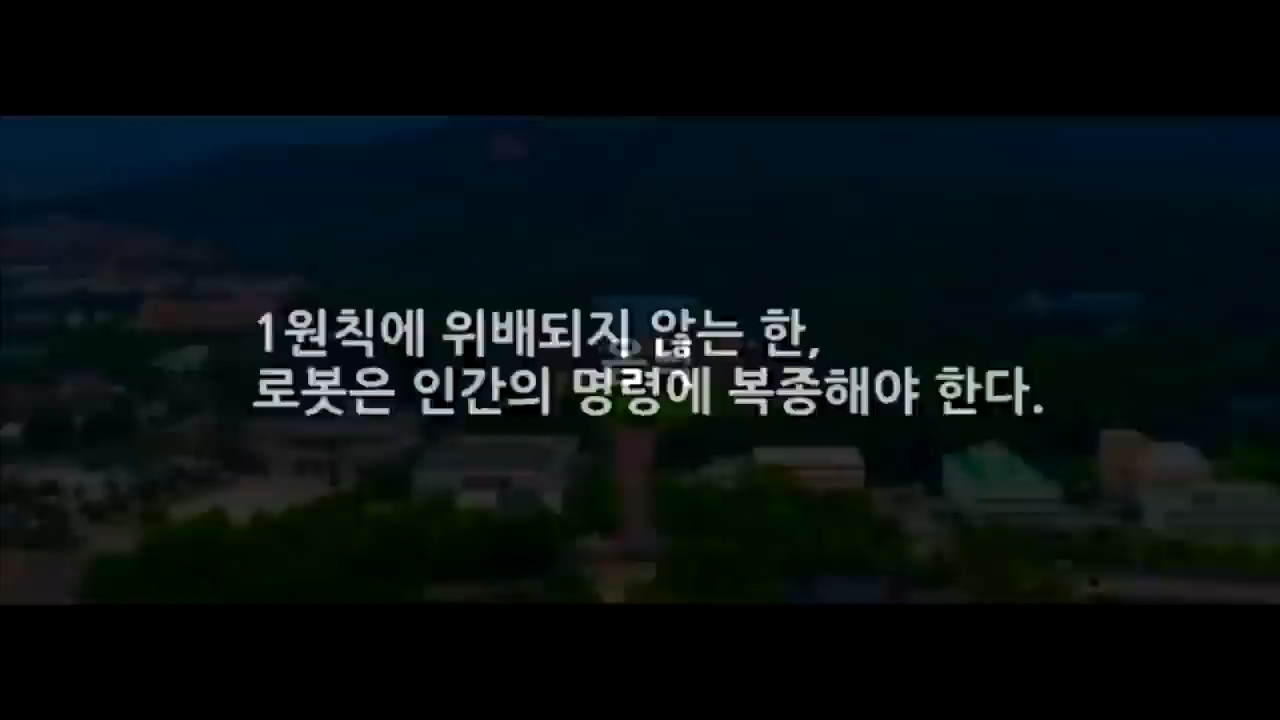 1원칙에 위배되지 않는 한,
로봇은 인간의 명령에 복종해야 한다.